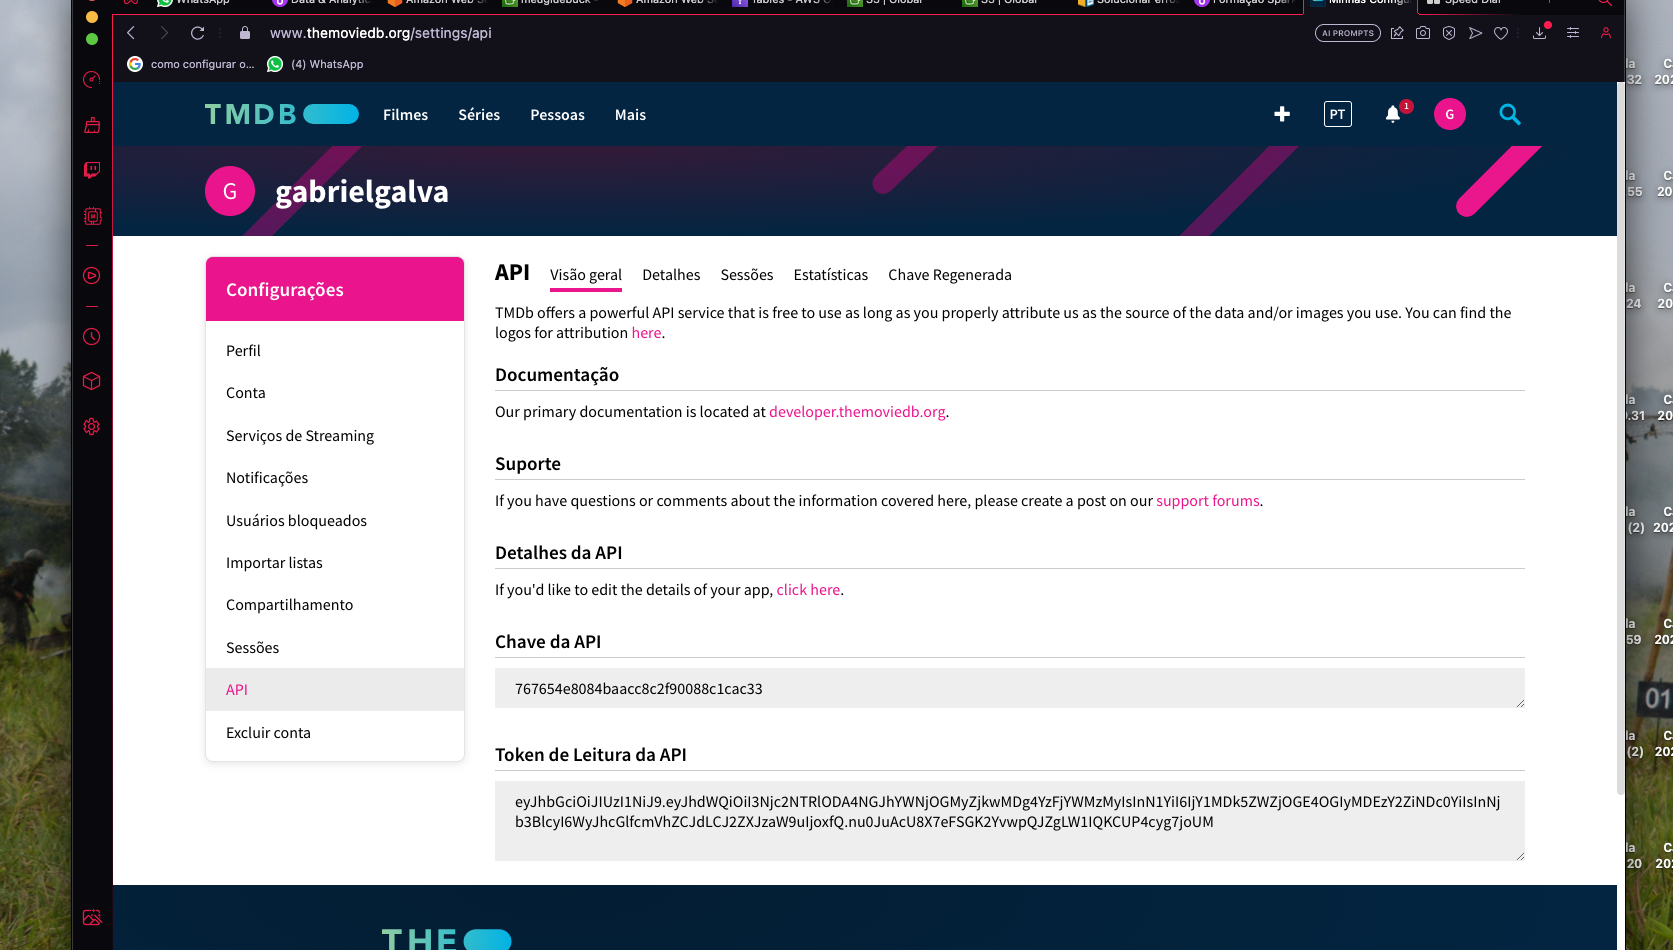 WhatsApp
Amazon Web S
www.themoviedb.org/settings/api
AI PROMPTS
como configurar o...
(4) WhatsApp
TMDB
Filmes
Séries
Pessoas
Mais
PT
1
G
G
gabrielgalva
Configurações
Perfil
Conta
Serviços de Streaming
Notificações
Usuários bloqueados
Importar listas
Compartilhamento
Sessões
API
Excluir conta
API
Visão geral
Detalhes
Sessões
Estatísticas
Chave Regenerada
TMDb offers a powerful API service that is free to use as long as you properly attribute us as the source of the data and/or images you use. You can find the
logos for attribution here.
Documentação
Our primary documentation is located at developer.themoviedb.org.
Suporte
If you have questions or comments about the information covered here, please create a post on our support forums.
Detalhes da API
If you'd like to edit the details of your app, click here.
Chave da API
767654e8084baacc8c2f90088c1cac33
Token de Leitura da API
eyJhbGciOiJIUzI1NiJ9.eyJhdWQiOiI3Njc2NTRlODA4NGJhYWNjOGMyZjkwMDg4YzFjYWMzMyIsInN1YiI6IjY1MDk5ZWZjOGE4OGIyMDEzY2ZiNDc0YiIsInNj
b3BlcyI6WyJhcGlfcmVhZCJdLCJ2ZXJzaW9uIjoxfQ.nu0JuAcU8X7eFSGK2YvwpQJZgLW1IQKCUP4cyg7joUM
THE
01